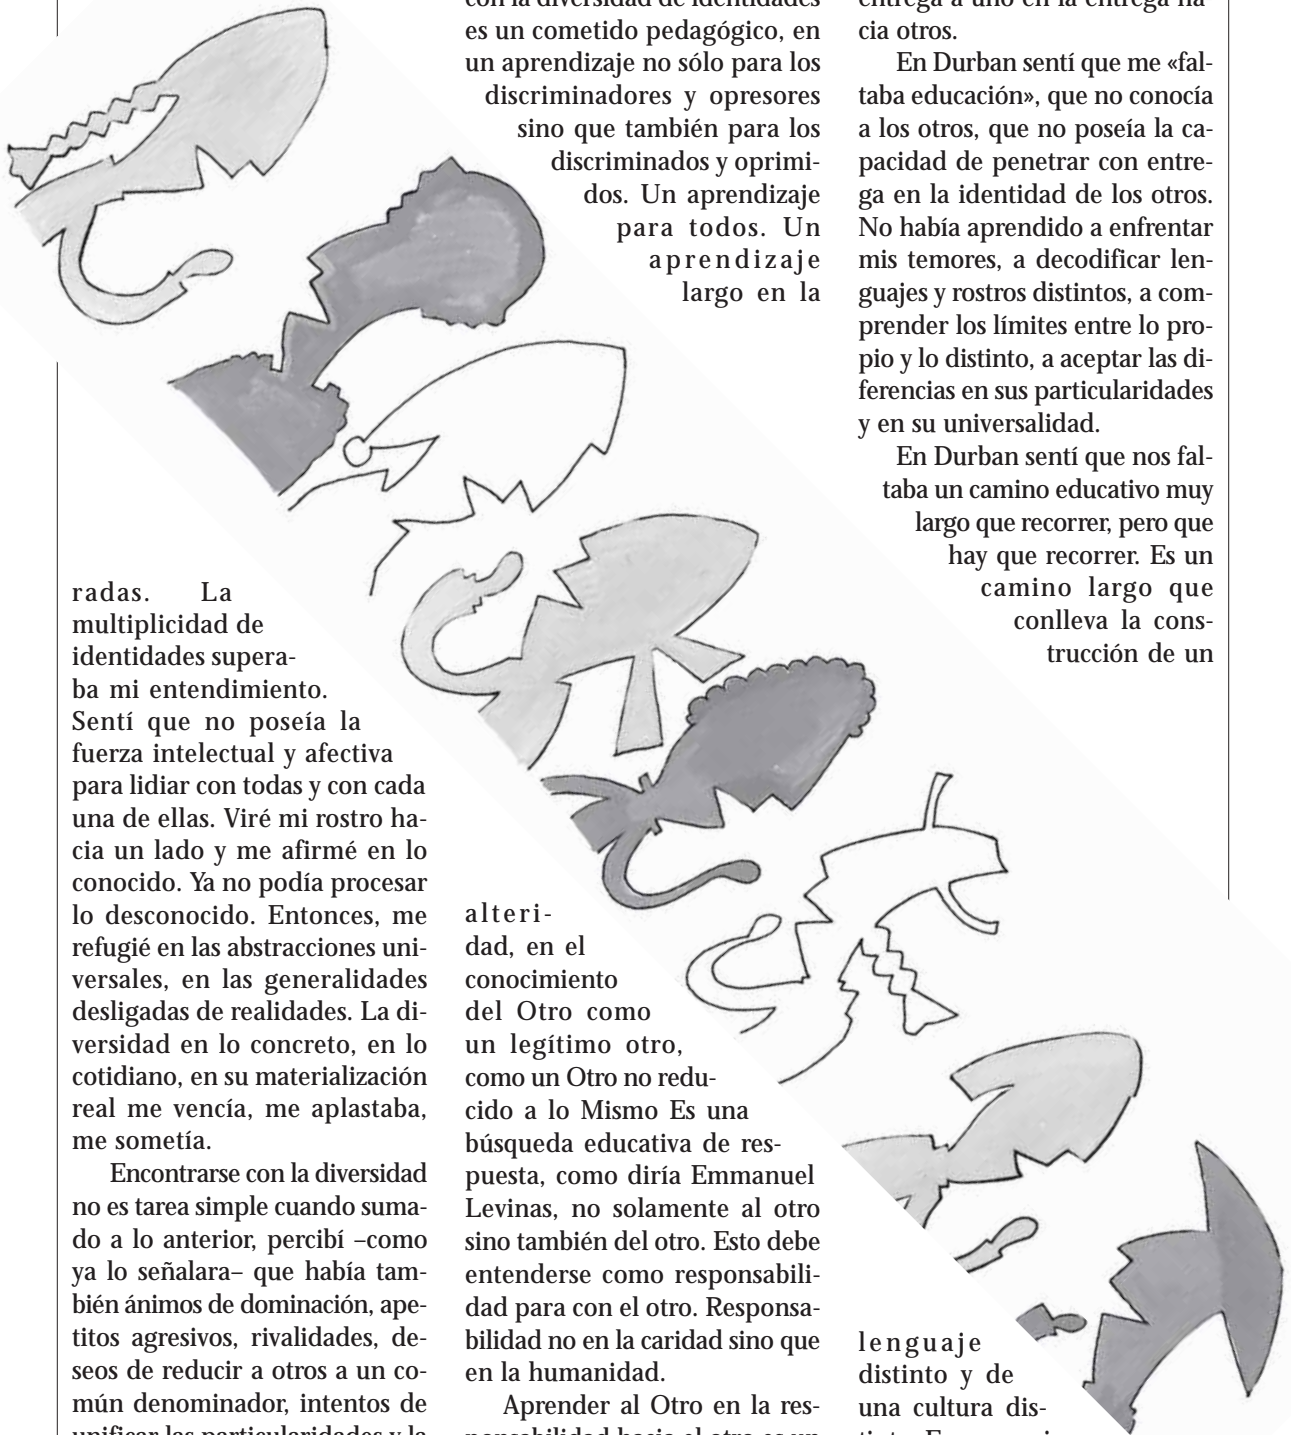 radas. La
multiplicidad de
identidades supera-
ba mi entendimiento.
Sentí que no poseía la
fuerza intelectual y afectiva
para lidiar con todas y con cada
una de ellas. Viré mi rostro ha-
cia un lado y me afirmé en lo
conocido. Ya no podía procesar
lo desconocido. Entonces, me
refugié en las abstracciones uni-
versales, en las generalidades
desligadas de realidades. La di-
versidad en lo concreto, en lo
cotidiano, en su materialización
real me vencía, me aplastaba,
me sometía.
Encontrarse con la diversidad
no es tarea simple cuando suma-
do a lo anterior, percibí –como
ya lo señalara– que había tam-
bién ánimos de dominación, ape-
titos agresivos, rivalidades, de-
seos de reducir a otros a un co-
mún denominador, intentos de
unificar las particularidades y la
con la diversidad de identidades
es un cometido pedagógico, en
un aprendizaje no sólo para los
discriminadores y opresores
sino que también para los
discriminados y oprimi-
dos. Un aprendizaje
para todos. Un
aprendizaje
largo en la
alteri-
dad, en el
conocimiento
del Otro como
un legítimo otro,
como un Otro no redu-
cido a lo Mismo Es una
búsqueda educativa de res-
puesta, como diría Emmanuel
Levinas, no solamente al otro
sino también del otro. Esto debe
entenderse como responsabili-
dad para con el otro. Responsa-
bilidad no en la caridad sino que
en la humanidad.
Aprender al Otro en la res-
ponsabilidad hacia el otro es un
entrega a uno en la entrega ha-
cia otros.
En Durban sentí que me «fal-
taba educación», que no conocía
a los otros, que no poseía la ca-
pacidad de penetrar con entre-
ga en la identidad de los otros.
No había aprendido a enfrentar
mis temores, a decodificar len-
guajes y rostros distintos, a com-
prender los límites entre lo pro-
pio y lo distinto, a aceptar las di-
ferencias en sus particularidades
y en su universalidad.
En Durban sentí que nos fal-
taba un camino educativo muy
largo que recorrer, pero que
hay que recorrer. Es un
camino largo que
conlleva la cons-
trucción de un
lenguaje
distinto y de
una cultura dis-